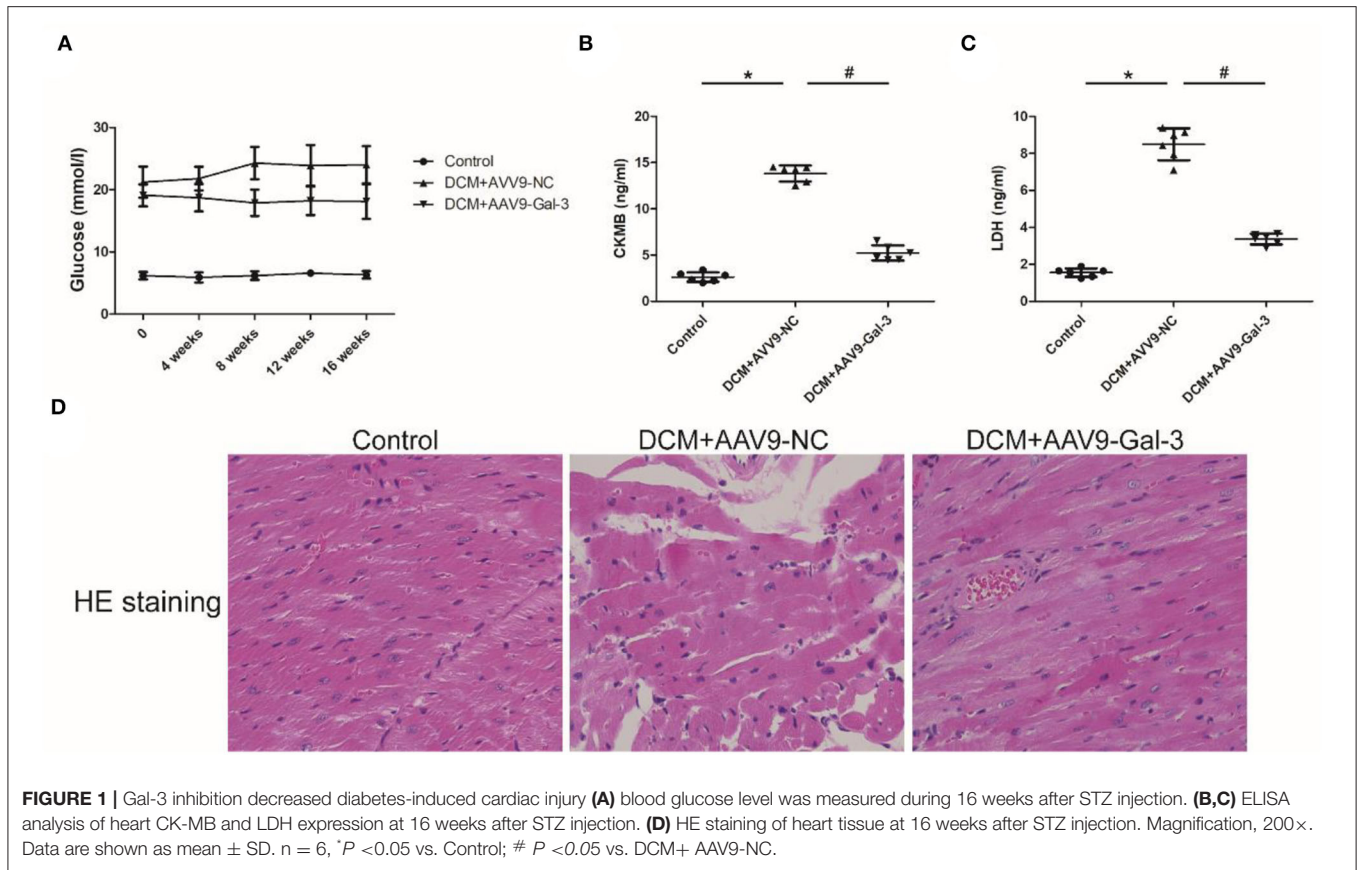 A
B
C
Glucose (mmol/l)
30
20
10
0
0
4 weeks
8 weeks
12 weeks
16 weeks
Control
DCM+AVV9-NC
DCM+AAV9-Gal-3
* #
CKMB (ng/ml)
20
15
10
5
0
Control
DCM+AVV9-NC
DCM+AAV9-Gal-3
* #
LDH (ng/ml)
10
8
6
4
2
0
Control
DCM+AVV9-NC
DCM+AAV9-Gal-3
D
Control DCM+AAV9-NC DCM+AAV9-Gal-3
HE staining
FIGURE 1 | Gal-3 inhibition decreased diabetes-induced cardiac injury (A) blood glucose level was measured during 16 weeks after STZ injection. (B,C) ELISA
analysis of heart CK-MB and LDH expression at 16 weeks after STZ injection. (D) HE staining of heart tissue at 16 weeks after STZ injection. Magnification, 200×.
Data are shown as mean ± SD. n = 6, *P <0.05 vs. Control; # P <0.05 vs. DCM+ AAV9-NC.